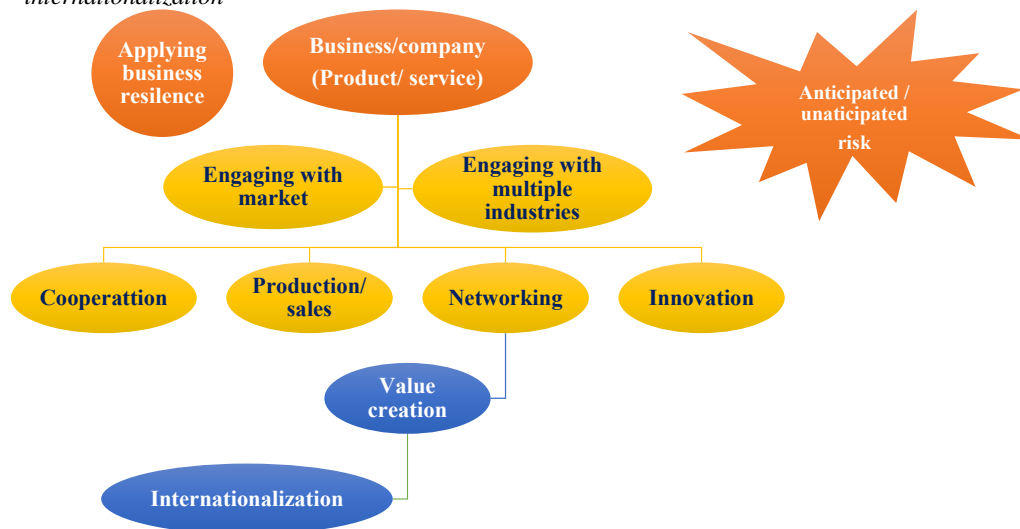 internationalization
Applying
business
resilence
Business/company
(Product/ service)
Anticipated /
unaticipated
risk
Engaging with
market
Engaging with
multiple
industries
Cooperattion
Production/
sales
Networking
Innovation
Value
creation
Internationalization